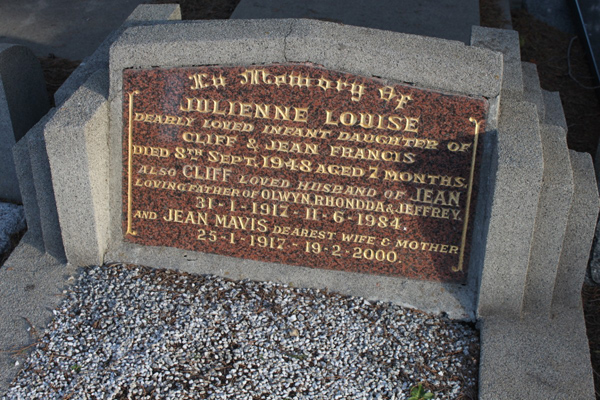 In Memory Of
JULIENNE LOUISE
DEARLY LOVED INFANT DAUGHTER OF
CLIFF & JEAN FRANCIS
DIED 8TH SEPT. 1948 AGED 7 MONTHS.
ALSO CLIFF LOVED HUSBAND OF JEAN
LOVING FATHER OF OLWYN, RHONDDA & JEFFREY.
31-1-1917 - 11-6-1984.
AND JEAN MAVIS DEAREST WIFE & MOTHER
25-1-1917 - 19-2-2000.